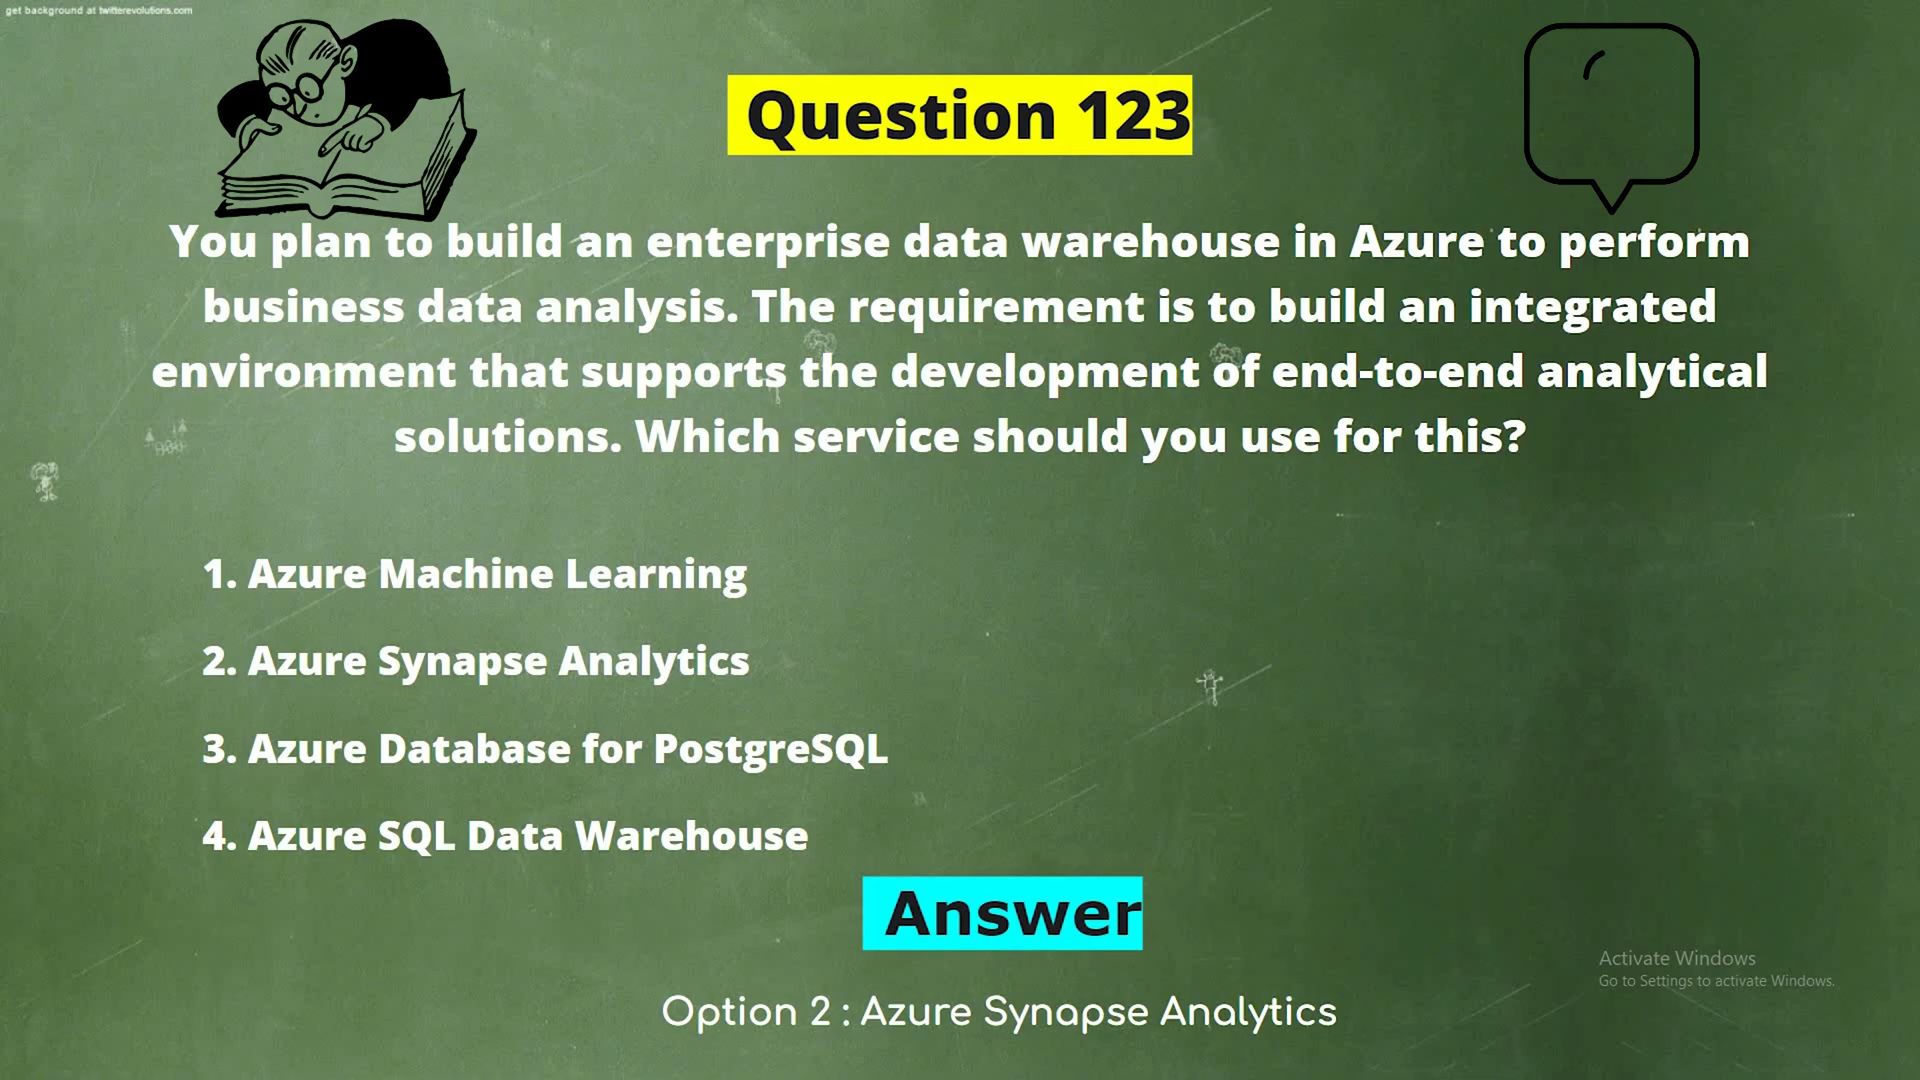 get background at twitterevolutions.com
Question 123
You plan to build an enterprise data warehouse in Azure to perform
business data analysis. The requirement is to build an integrated
environment that supports the development of end-to-end analytical
solutions. Which service should you use for this?
1. Azure Machine Learning
2. Azure Synapse Analytics
3. Azure Database for PostgreSQL
4. Azure SQL Data Warehouse
Answer
Activate Windows
Go to Settings to activate Windows.
Option 2 : Azure Synapse Analytics